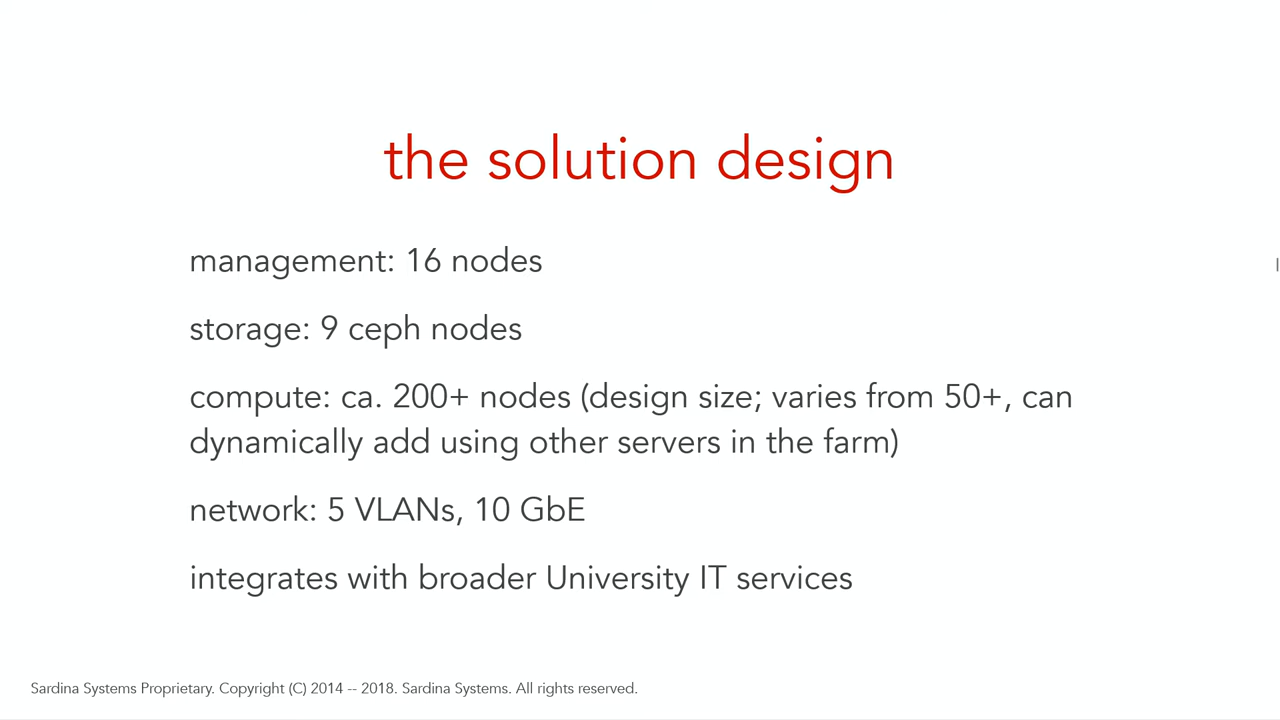 the solution design
management: 16 nodes
storage: 9 ceph nodes
compute: ca. 200+ nodes (design size; varies from 50+, can
dynamically add using other servers in the farm)
network: 5 VLANs, 10 GbE
integrates with broader University IT services
Sardina Systems Proprietary. Copyright (C) 2014 -- 2018. Sardina Systems. All rights reserved.